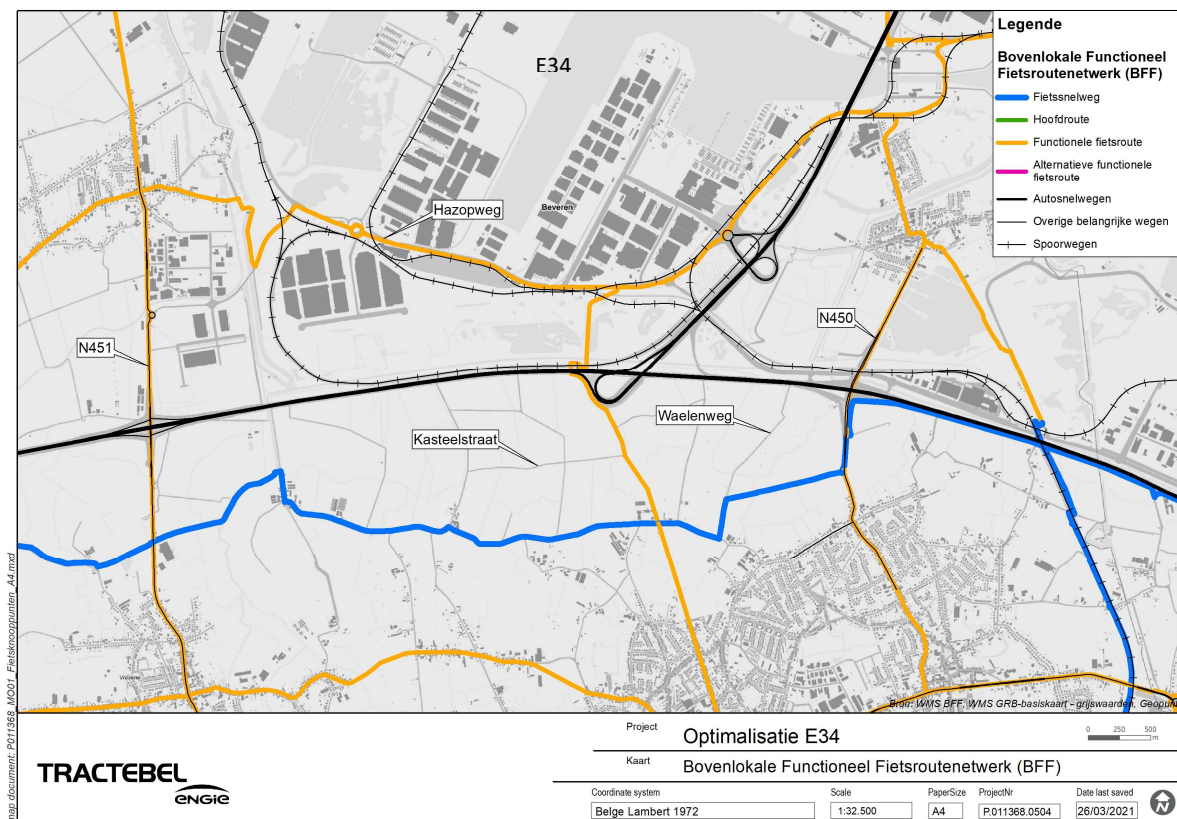 E34
Hazopweg
Beveren
N451
N450
Waelenweg
Kasteelstraat
Vrasene
Legende
Bovenlokale Functioneel
Fietsroutenetwerk (BFF)
Fietssnelweg
Hoofdroute
Functionele fietsroute
Alternatieve functionele
fietsroute
Autosnelwegen
Overige belangrijke wegen
Spoorwegen
Bron: WMS BFF, WMS GRB-basiskaart - grijswaarden, Geopunt
map document: P011368_MO01_Fietsknooppunten_A4.mxd
Project
Optimalisatie E34
0 250 500
m
Kaart
Bovenlokale Functioneel Fietsroutenetwerk (BFF)
TRACTEBEL
ENGIE
Coordinate system
Scale
PaperSize
ProjectNr
Date last saved
Belge Lambert 1972
1:32.500
A4
P.011368.0504
26/03/2021
N